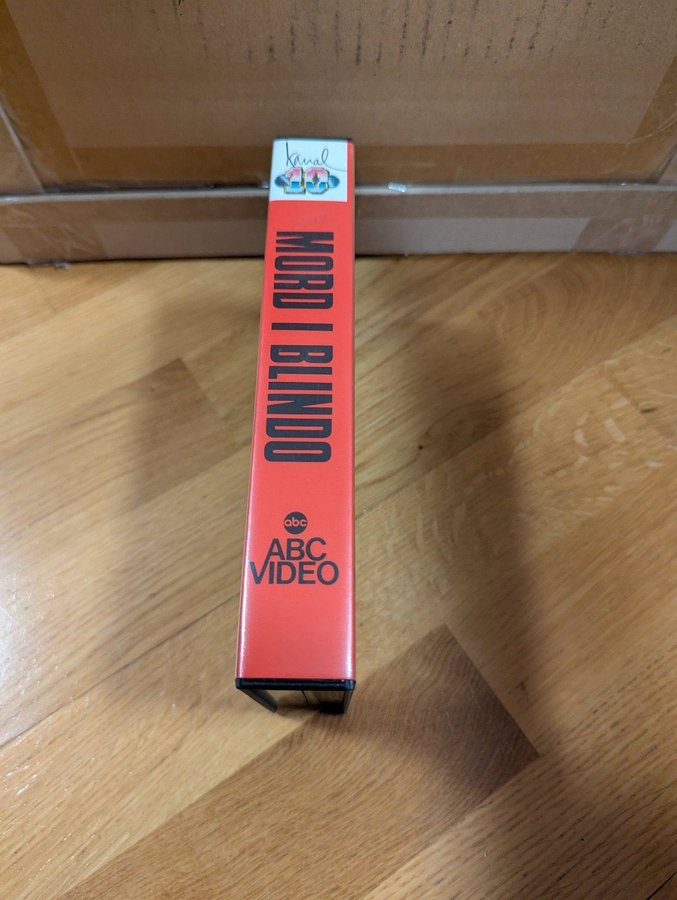 Kanal
10
MORD I BLINDO
abc
ABC
VIDEO